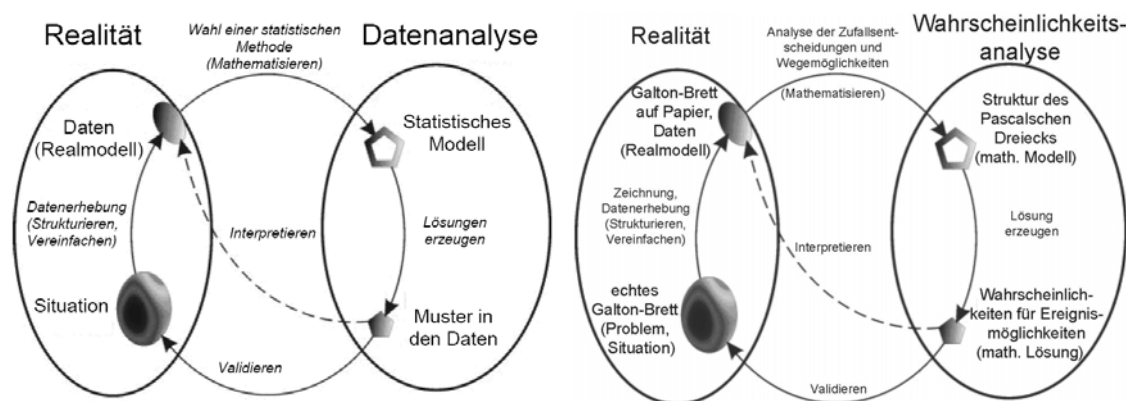 Realität
Wahl einer statistischen
Methode
(Mathematisieren)
Datenanalyse
Daten
(Realmodell)
Statistisches
Modell
Datenerhebung
(Strukturieren,
Vereinfachen)
Interpretieren
Lösungen
erzeugen
Situation
Muster in
den Daten
Validieren
Realität
Analyse der Zufallsent-
scheidungen und
Wegemöglichkeiten
(Mathematisieren)
Wahrscheinlichkeits-
analyse
Galton-Brett
auf Papier,
Daten
(Realmodell)
Struktur des
Pascalschen
Dreiecks
(math. Modell)
Zeichnung,
Datenerhebung
(Strukturieren,
Vereinfachen)
Interpretieren
Lösung
erzeugen
echtes
Galton-Brett
(Problem,
Situation)
Wahrscheinlich-
keiten für Ereignis-
möglichkeiten
(math. Lösung)
Validieren